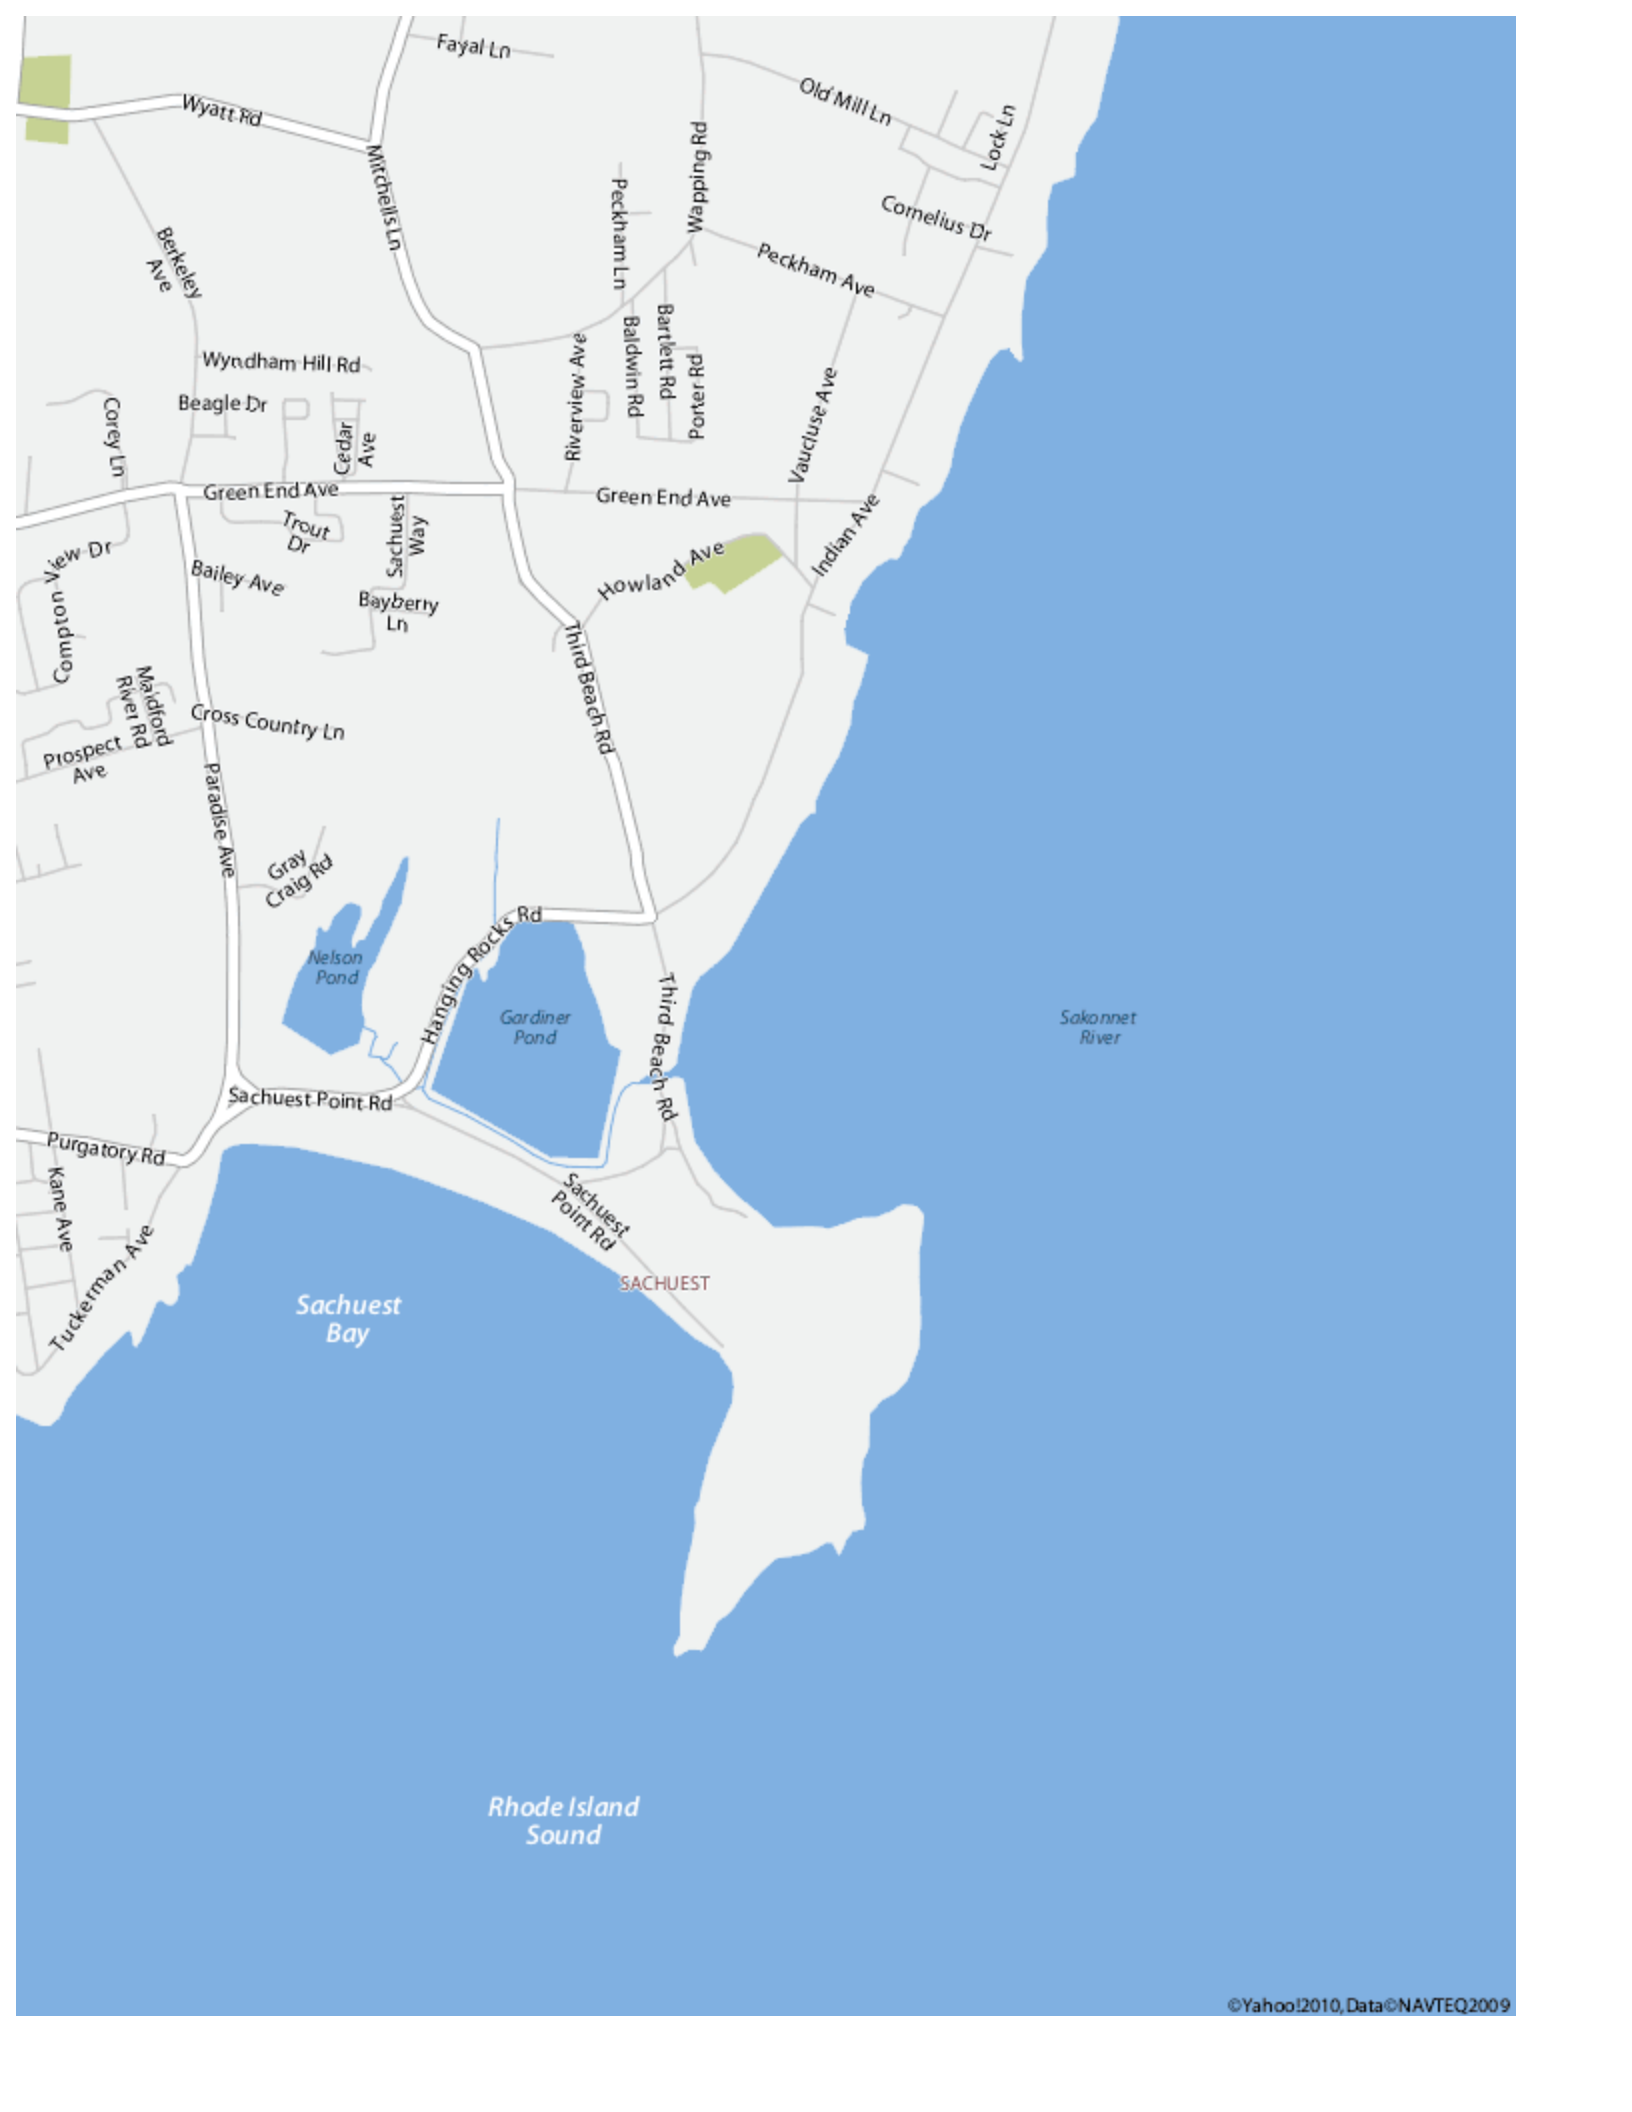 Fayal Ln
Old Mill Ln
Wyatt Rd
Lock Ln
Wapping Rd
Mitchells Ln
Peckham Ln
Cornelius Dr
Berkeley
Ave
Peckham Ave
Bartlett Rd
Baldwin Rd
Riverview Ave
Porter Rd
Wyndham Hill Rd
Vaucluse Ave
Beagle Dr
Corey Ln
Cedar
Ave
Green End Ave
Green End Ave
Sachuest
Way
Indian Ave
Trout
Dr
Compton View Dr
Howland Ave
Bailey Ave
Bayberry
Ln
Third Beach Rd
Maidford
River Rd
Cross Country Ln
Prospect
Ave
Paradise Ave
Gray
Craig Rd
Hanging Rocks Rd
Nelson
Pond
Gardiner
Pond
Third Beach Rd
Sakonnet
River
Sachuest Point Rd
Purgatory Rd
Kane Ave
Sachuest
Point Rd
Tuckerman Ave
SACHUEST
Sachuest
Bay
Rhode Island
Sound
©Yahoo!2010, Data©NAVTEQ2009